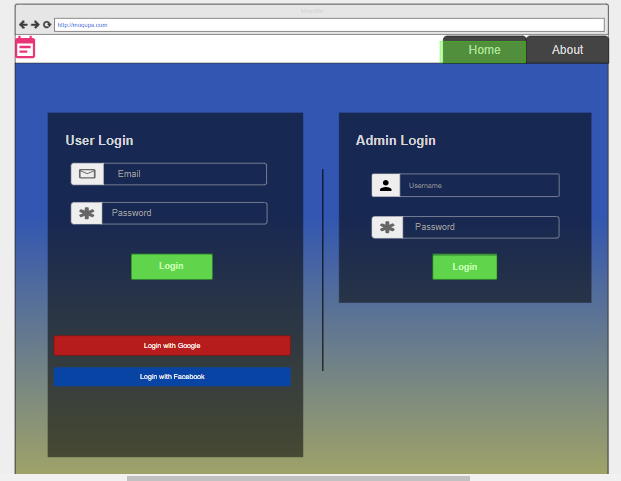 http://moqups.com
Home
About
User Login
Email
Password
Login
Login with Google
Login with Facebook
Admin Login
Username
Password
Login